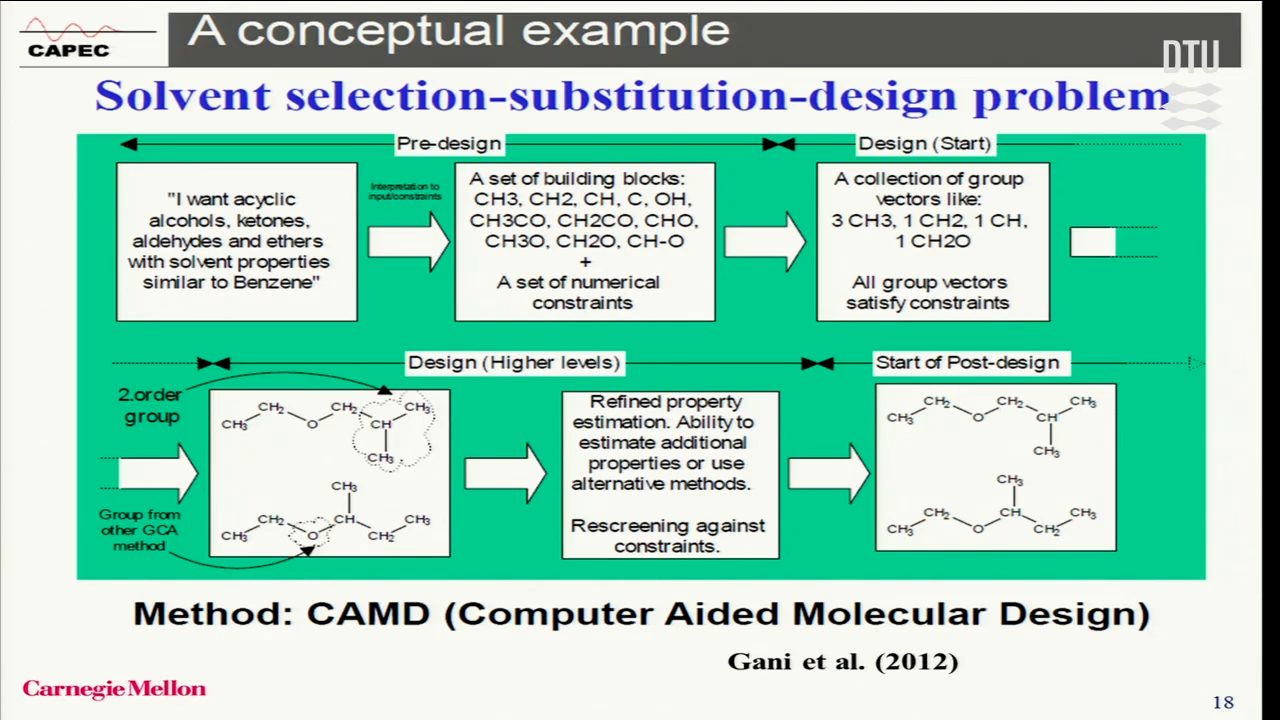 CAPEC
A conceptual example
DTU
Solvent selection-substitution-design problem
Pre-design
Design (Start)
"I want acyclic
alcohols, ketones,
aldehydes and ethers
with solvent properties
similar to Benzene"
Interpretation to
input/constraints
A set of building blocks:
CH3, CH2, CH, C, OH,
CH3CO, CH2CO, CHO,
CH3O, CH2O, CH-O
+
A set of numerical
constraints
A collection of group
vectors like:
3 CH3, 1 CH2, 1 CH,
1 CH2O
All group vectors
satisfy constraints
Design (Higher levels)
Start of Post-design
2.order
group
Group from
other GCA
method
CH3 CH2 O CH2 CH CH3
CH3
CH3
CH3 CH2 O CH CH2 CH3
Refined property
estimation. Ability to
estimate additional
properties or use
alternative methods.
Rescreening against
constraints.
CH3 CH2 O CH2 CH CH3
CH3
CH3
CH3 CH2 O CH CH2 CH3
Method: CAMD (Computer Aided Molecular Design)
Gani et al. (2012)
Carnegie Mellon
18